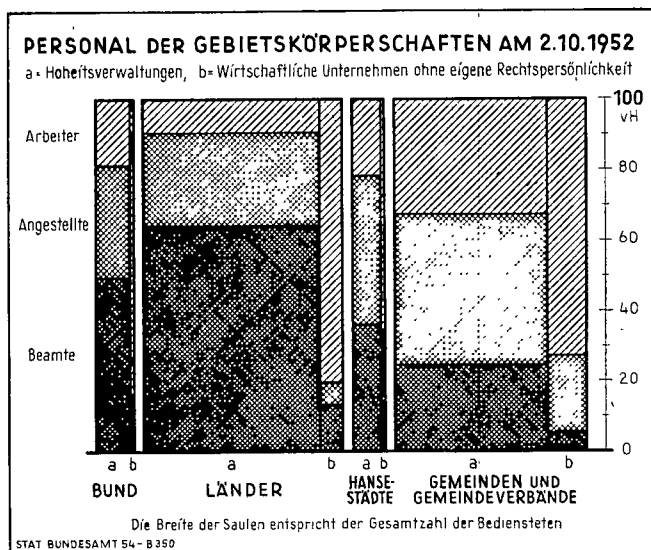 PERSONAL DER GEBIETSKÖRPERSCHAFTEN AM 2.10.1952
a = Hoheitsverwaltungen, b = Wirtschaftliche Unternehmen ohne eigene Rechtspersönlichkeit
100
vH
Arbeiter
80
Angestellte
60
40
Beamte
20
0
a b a b a b a b
BUND LÄNDER HANSE-
STÄDTE GEMEINDEN UND
GEMEINDEVERBÄNDE
Die Breite der Saulen entspricht der Gesamtzahl der Bediensteten
STAT BUNDESAMT 54 - B 350